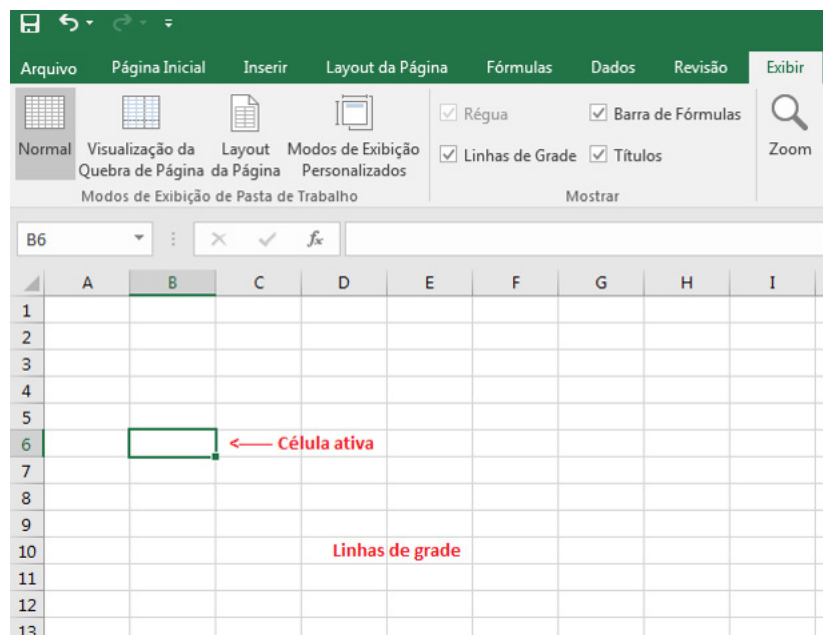 Arquivo Página Inicial Inserir Layout da Página Fórmulas Dados Revisão Exibir
Normal Visualização da Quebra de Página Layout da Página Modos de Exibição Personalizados
Régua Barra de Fórmulas
Linhas de Grade Títulos
Zoom
Modos de Exibição de Pasta de Trabalho Mostrar
B6 fx
A B C D E F G H I
1
2
3
4
5
6 <—— Célula ativa
7
8
9
10 Linhas de grade
11
12
13